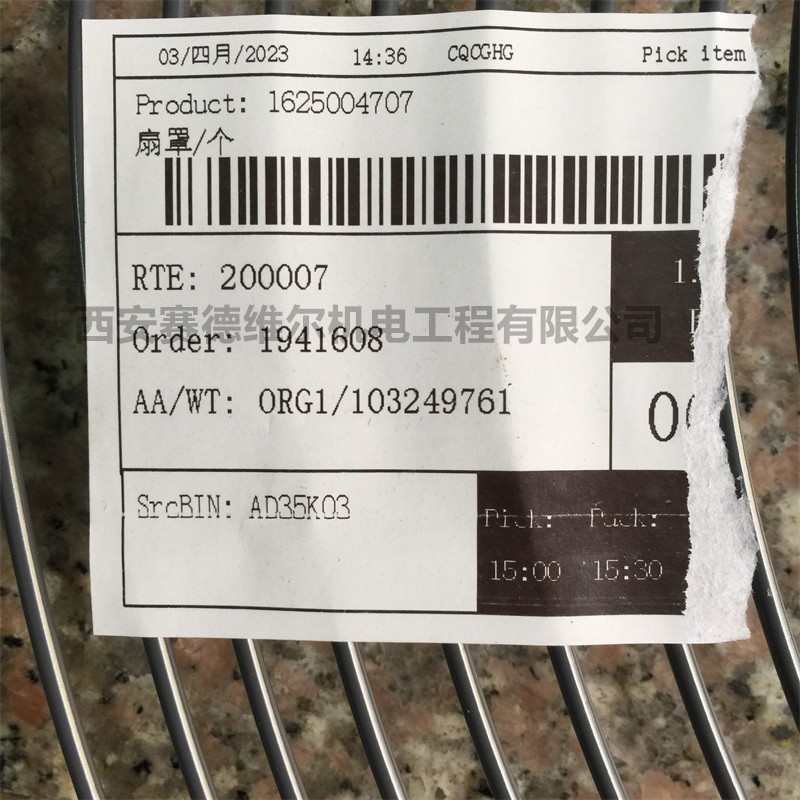 03/四月/2023 14:36 CQCGHG Pick item
Product: 1625004707
扇罩/个
RTE: 200007
西安赛德维尔机电工程有限公司
Order: 1941608
AA/WT: ORG1/103249761
SrcBIN: AD35K03
Pick: Pack:
15:00 15:30